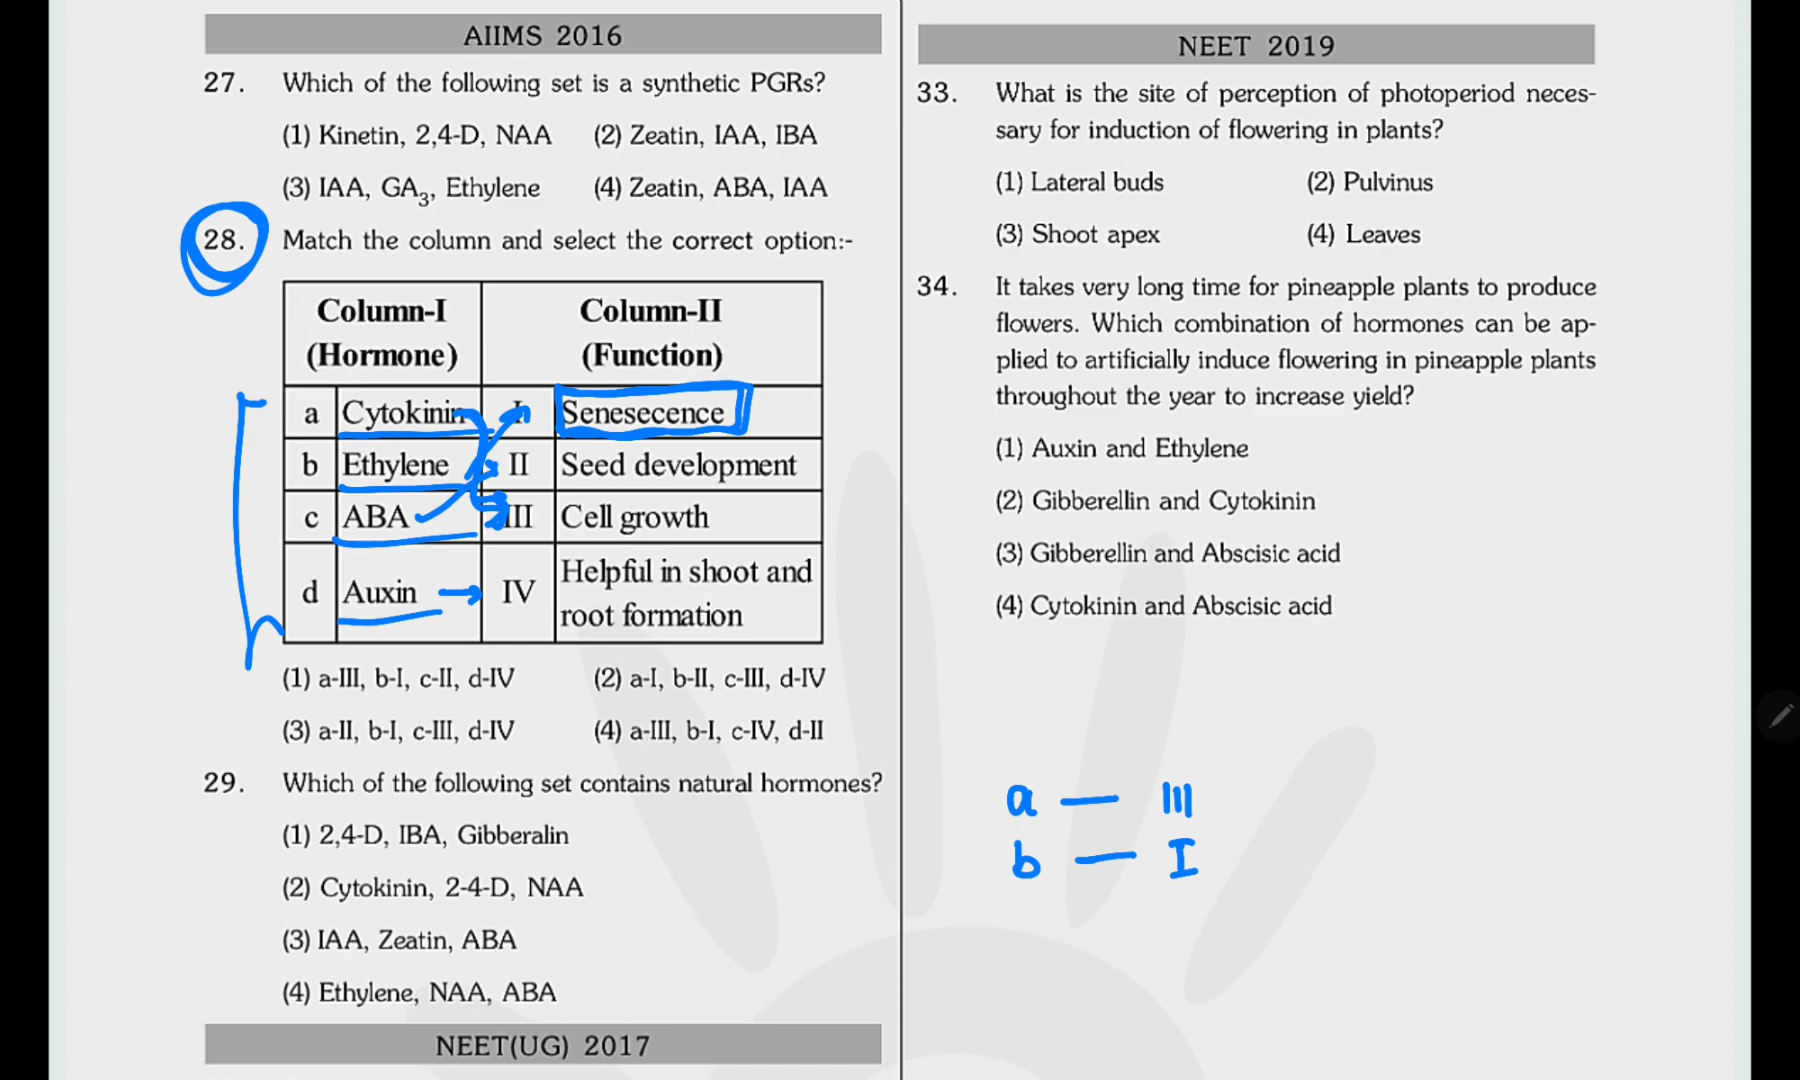 AIIMS 2016
27. Which of the following set is a synthetic PGRs?
(1) Kinetin, 2,4-D, NAA (2) Zeatin, IAA, IBA
(3) IAA, GA₃, Ethylene (4) Zeatin, ABA, IAA
28. Match the column and select the correct option:-
Column-I Column-II
(Hormone) (Function)
a Cytokinin I Senesecence
b Ethylene II Seed development
c ABA III Cell growth
d Auxin IV Helpful in shoot and
root formation
(1) a-III, b-I, c-II, d-IV (2) a-I, b-II, c-III, d-IV
(3) a-II, b-I, c-III, d-IV (4) a-III, b-I, c-IV, d-II
29. Which of the following set contains natural hormones?
(1) 2,4-D, IBA, Gibberalin
(2) Cytokinin, 2-4-D, NAA
(3) IAA, Zeatin, ABA
(4) Ethylene, NAA, ABA
NEET(UG) 2017
NEET 2019
33. What is the site of perception of photoperiod neces-
sary for induction of flowering in plants?
(1) Lateral buds (2) Pulvinus
(3) Shoot apex (4) Leaves
34. It takes very long time for pineapple plants to produce
flowers. Which combination of hormones can be ap-
plied to artificially induce flowering in pineapple plants
throughout the year to increase yield?
(1) Auxin and Ethylene
(2) Gibberellin and Cytokinin
(3) Gibberellin and Abscisic acid
(4) Cytokinin and Abscisic acid
a — III
b — I